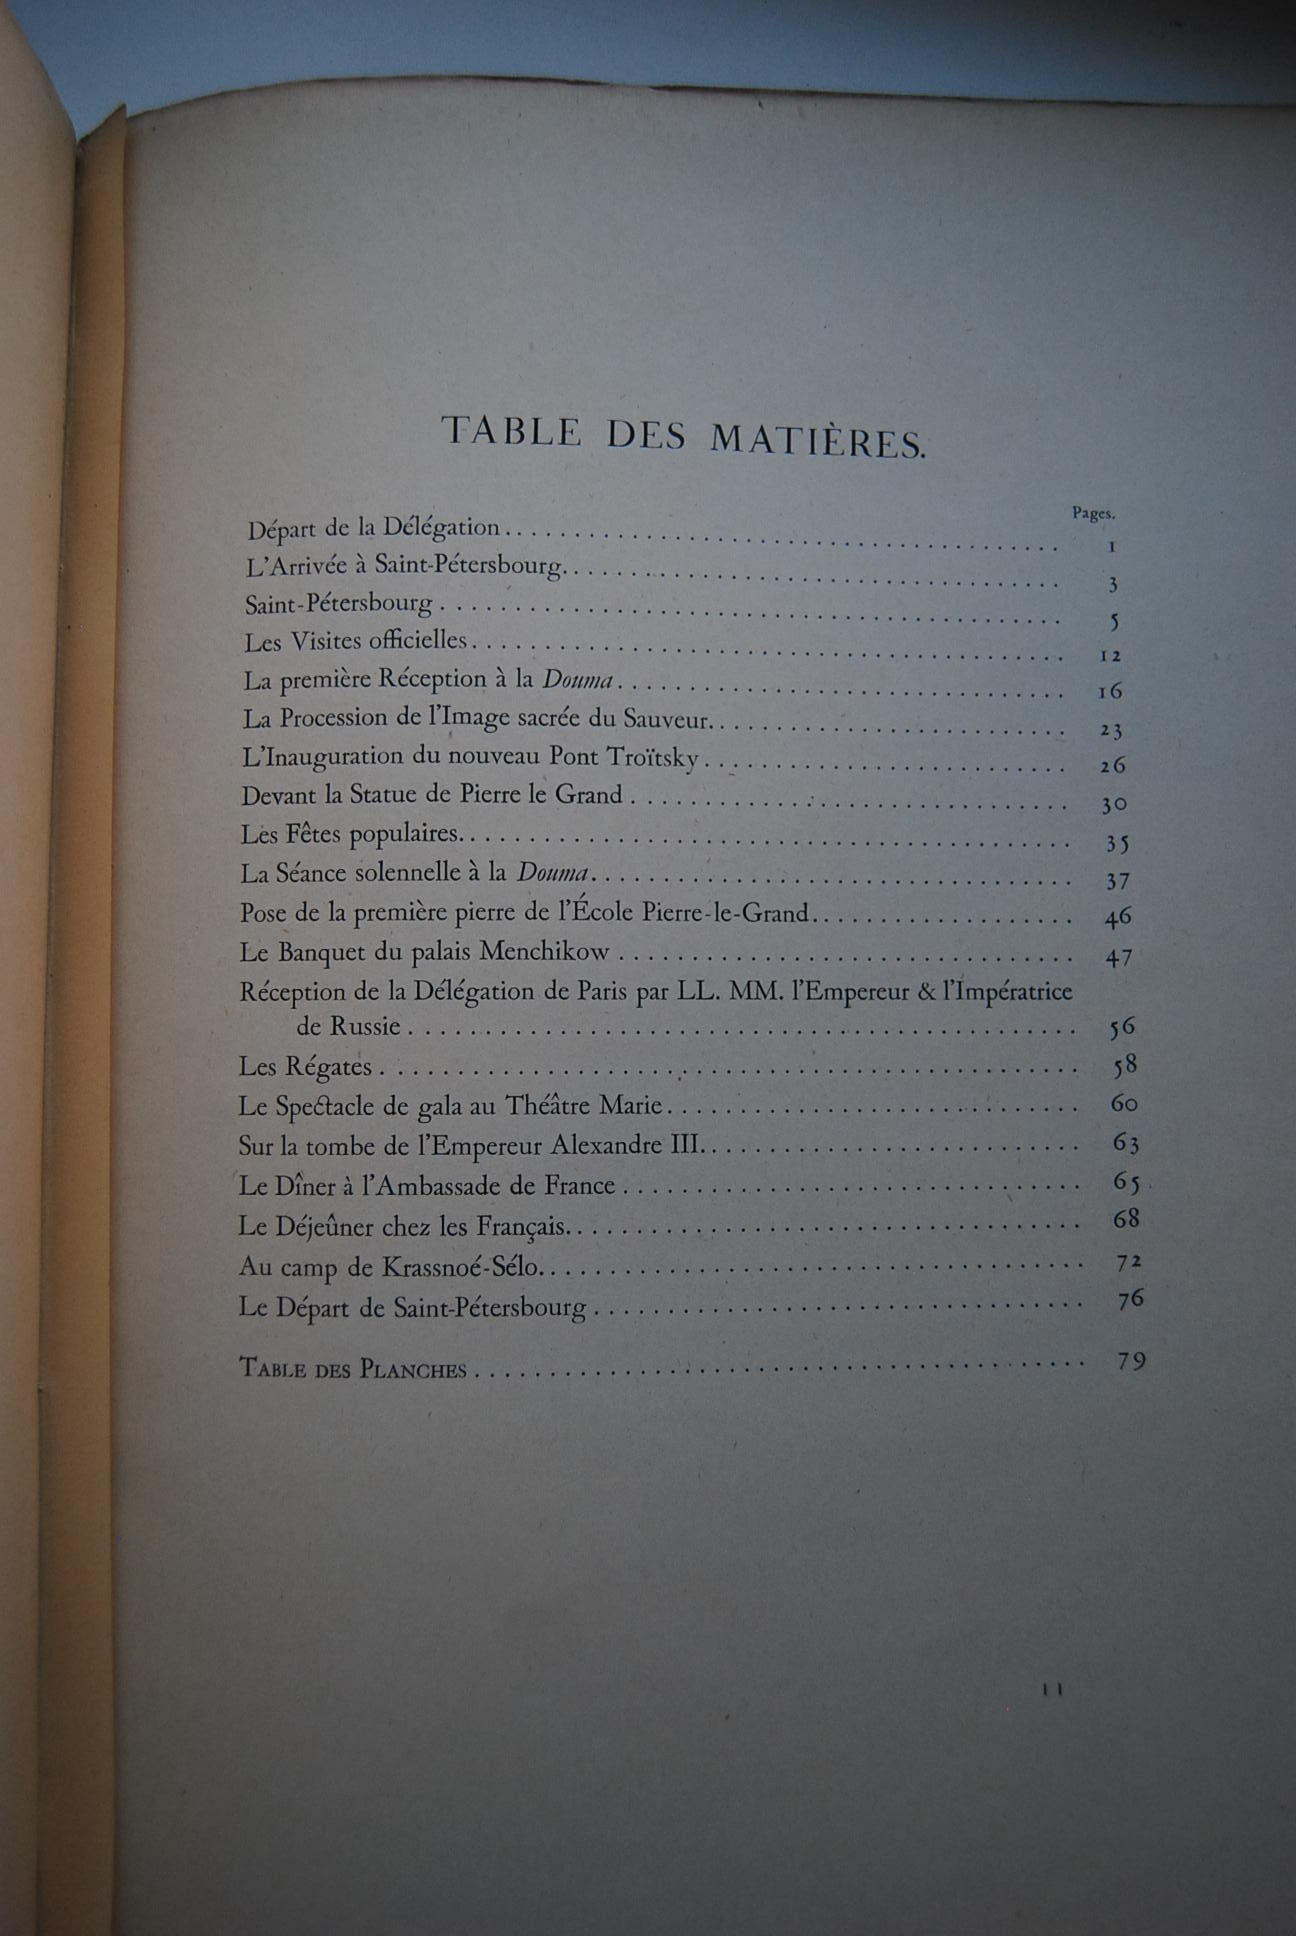 TABLE DES MATIÈRES.
Pages.
Départ de la Délégation 1
L'Arrivée à Saint-Pétersbourg. 3
Saint-Pétersbourg 5
Les Visites officielles 12
La première Réception à la Douma 16
La Procession de l'Image sacrée du Sauveur. 23
L'Inauguration du nouveau Pont Troïtsky 26
Devant la Statue de Pierre le Grand 30
Les Fêtes populaires. 35
La Séance solennelle à la Douma 37
Pose de la première pierre de l'École Pierre-le-Grand 46
Le Banquet du palais Menchikow 47
Réception de la Délégation de Paris par LL. MM. l'Empereur & l'Impératrice
de Russie 56
Les Régates 58
Le Spectacle de gala au Théâtre Marie 60
Sur la tombe de l'Empereur Alexandre III. 63
Le Dîner à l'Ambassade de France 65
Le Déjeûner chez les Français. 68
Au camp de Krassnoé-Sélo. 72
Le Départ de Saint-Pétersbourg 76
TABLE DES PLANCHES 79
11